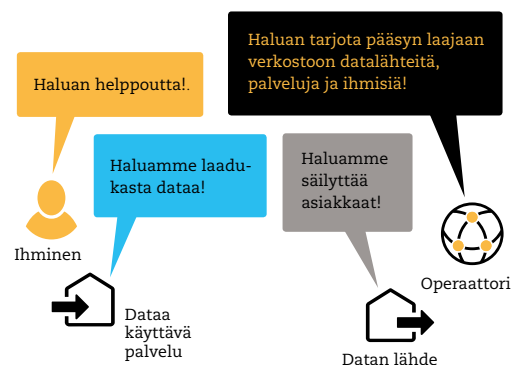 Haluan tarjota pääsyn laajaan
verkostoon datalähteitä,
palveluja ja ihmisiä!
Haluan helppoutta!.
Haluamme laadu-
kasta dataa!
Haluamme
säilyttää
asiakkaat!
Ihminen
Operaattori
Dataa
käyttävä
palvelu
Datan lähde